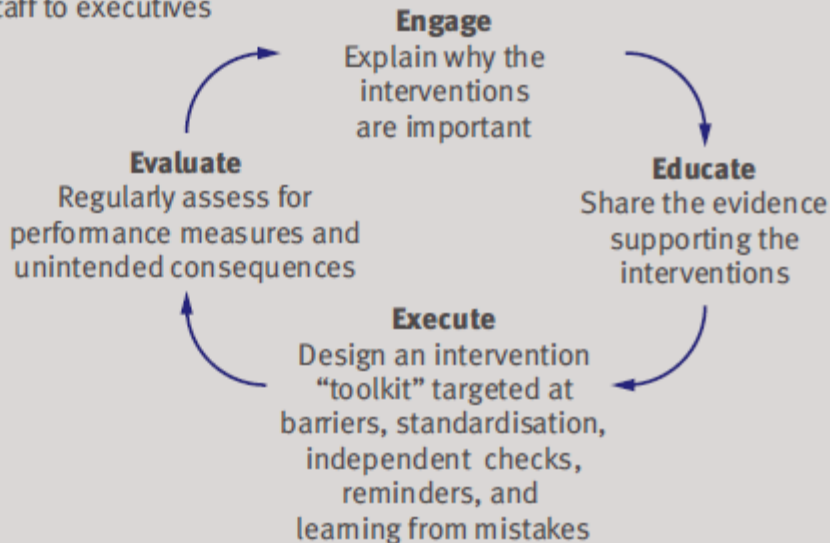 to executives
Engage
Explain why the
interventions
are important
Evaluate
Regularly assess for
performance measures and
unintended consequences
Educate
Share the evidence
supporting the
interventions
Execute
Design an intervention
“toolkit” targeted at
barriers, standardisation,
independent checks,
reminders, and
learning from mistakes